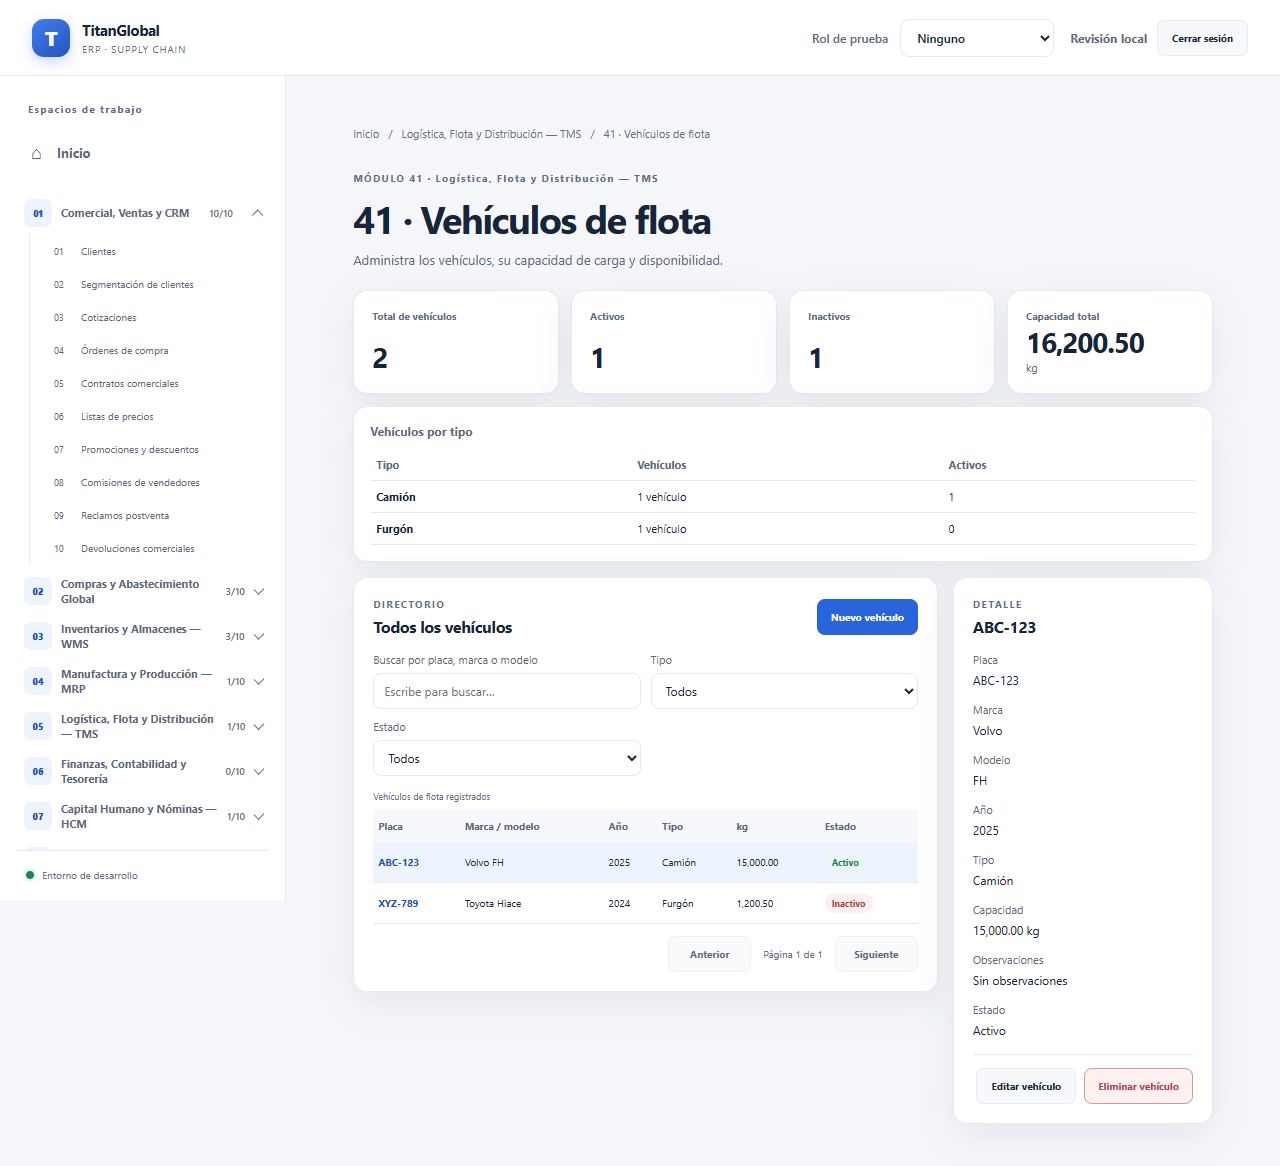 T
TitanGlobal
ERP · SUPPLY CHAIN
Rol de prueba
Ninguno
Revisión local
Cerrar sesión
Espacios de trabajo
Inicio
01 Comercial, Ventas y CRM 10/10
01 Clientes
02 Segmentación de clientes
03 Cotizaciones
04 Órdenes de compra
05 Contratos comerciales
06 Listas de precios
07 Promociones y descuentos
08 Comisiones de vendedores
09 Reclamos postventa
10 Devoluciones comerciales
02 Compras y Abastecimiento Global 3/10
03 Inventarios y Almacenes — WMS 3/10
04 Manufactura y Producción — MRP 1/10
05 Logística, Flota y Distribución — TMS 1/10
06 Finanzas, Contabilidad y Tesorería 0/10
07 Capital Humano y Nóminas — HCM 1/10
Entorno de desarrollo
Inicio / Logística, Flota y Distribución — TMS / 41 · Vehículos de flota
MÓDULO 41 · Logística, Flota y Distribución — TMS
41 · Vehículos de flota
Administra los vehículos, su capacidad de carga y disponibilidad.
Total de vehículos
2
Activos
1
Inactivos
1
Capacidad total
16,200.50
kg
Vehículos por tipo
Tipo Vehículos Activos
Camión 1 vehículo 1
Furgón 1 vehículo 0
DIRECTORIO
Todos los vehículos
Nuevo vehículo
Buscar por placa, marca o modelo
Escribe para buscar...
Tipo
Todos
Estado
Todos
Vehículos de flota registrados
Placa Marca / modelo Año Tipo kg Estado
ABC-123 Volvo FH 2025 Camión 15,000.00 Activo
XYZ-789 Toyota Hiace 2024 Furgón 1,200.50 Inactivo
Anterior Página 1 de 1 Siguiente
DETALLE
ABC-123
Placa
ABC-123
Marca
Volvo
Modelo
FH
Año
2025
Tipo
Camión
Capacidad
15,000.00 kg
Observaciones
Sin observaciones
Estado
Activo
Editar vehículo
Eliminar vehículo